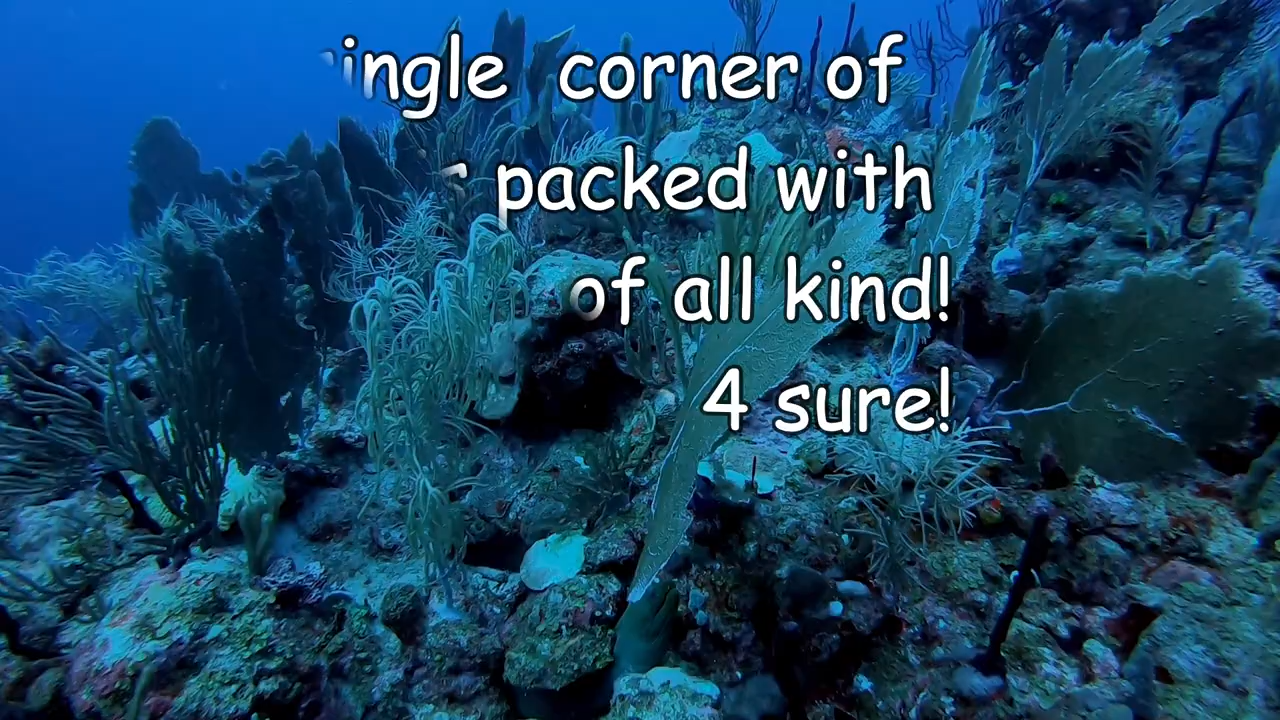 ingle corner of
packed with
of all kind!
4 sure!